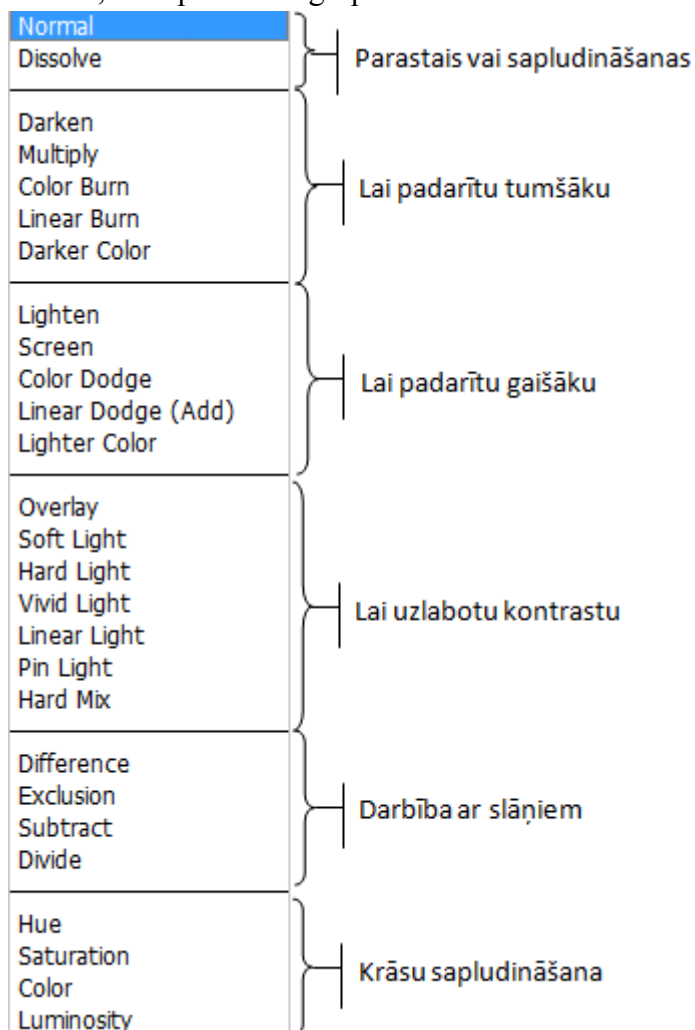 Normal
Dissolve
Parastais vai sapludināšanas
Darken
Multiply
Color Burn
Linear Burn
Darker Color
Lai padarītu tumšāku
Lighten
Screen
Color Dodge
Linear Dodge (Add)
Lighter Color
Lai padarītu gaišāku
Overlay
Soft Light
Hard Light
Vivid Light
Linear Light
Pin Light
Hard Mix
Lai uzlabotu kontrastu
Difference
Exclusion
Subtract
Divide
Darbība ar slāņiem
Hue
Saturation
Color
Luminosity
Krāsu sapludināšana